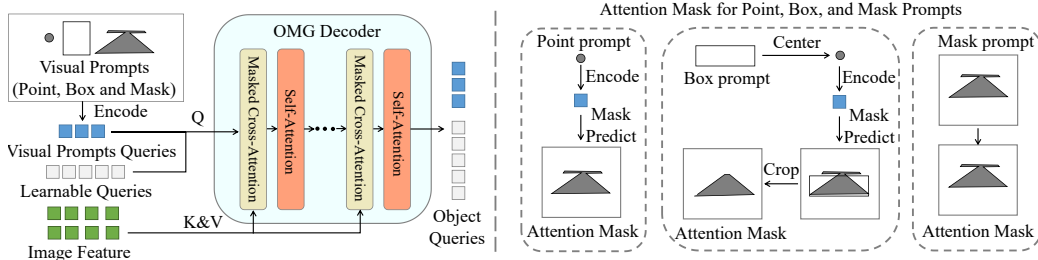 Visual Prompts
(Point, Box and Mask)
Encode
Visual Prompts Queries
Learnable Queries
Image Feature
Q
K&V
OMG Decoder
Masked Cross-Attention
Self-Attention
Masked Cross-Attention
Self-Attention
Object
Queries
Attention Mask for Point, Box, and Mask Prompts
Point prompt
Encode
Mask
Predict
Attention Mask
Box prompt
Center
Encode
Mask
Predict
Crop
Attention Mask
Mask prompt
Attention Mask